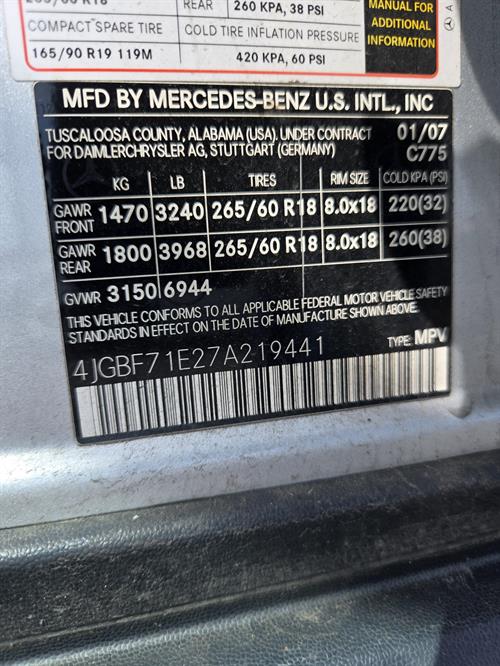 REAR 260 KPA, 38 PSI
MANUAL FOR
ADDITIONAL
INFORMATION
COMPACT SPARE TIRE COLD TIRE INFLATION PRESSURE
165/90 R19 119M 420 KPA, 60 PSI
MFD BY MERCEDES-BENZ U.S. INTL., INC
TUSCALOOSA COUNTY, ALABAMA (USA). UNDER CONTRACT 01/07
FOR DAIMLERCHRYSLER AG, STUTTGART (GERMANY) C775
KG LB TIRES RIM SIZE COLD KPA (PSI)
GAWR FRONT 1470 3240 265/60 R18 8.0x18 220(32)
GAWR REAR 1800 3968 265/60 R18 8.0x18 260(38)
GVWR 3150 6944
THIS VEHICLE CONFORMS TO ALL APPLICABLE FEDERAL MOTOR VEHICLE SAFETY
STANDARDS IN EFFECT ON THE DATE OF MANUFACTURE SHOWN ABOVE.
4JGBF71E27A219441 TYPE: MPV